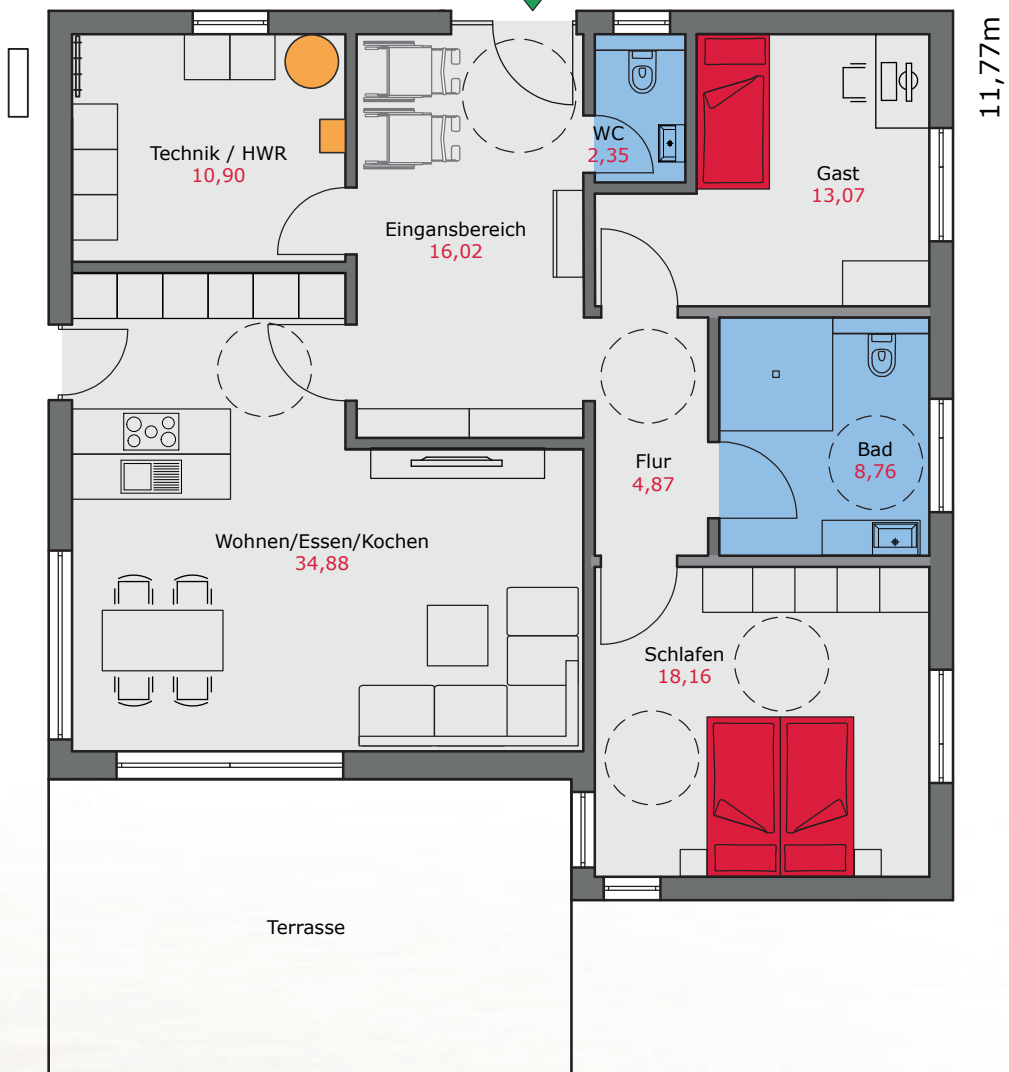 11,77m
WC
2,35
Technik / HWR
10,90
Gast
13,07
Eingansbereich
16,02
Bad
8,76
Flur
4,87
Wohnen/Essen/Kochen
34,88
Schlafen
18,16
Terrasse